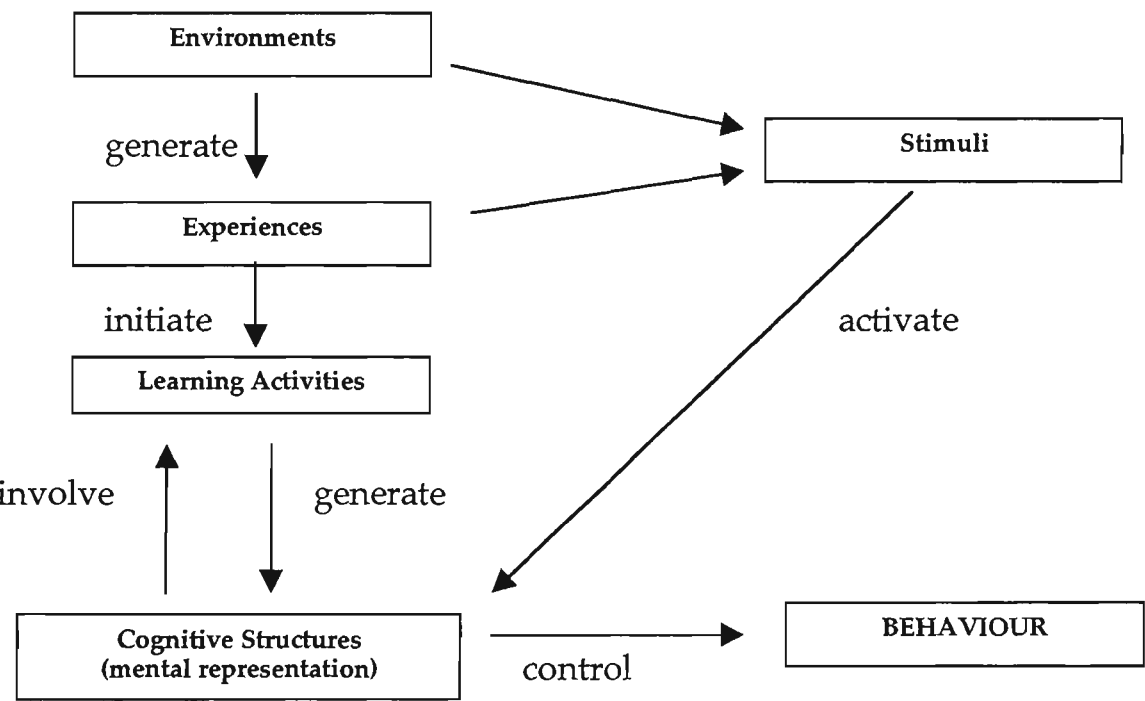 Environments
generate
Stimuli
Experiences
initiate
activate
Learning Activities
involve
generate
Cognitive Structures
(mental representation)
control
BEHAVIOUR